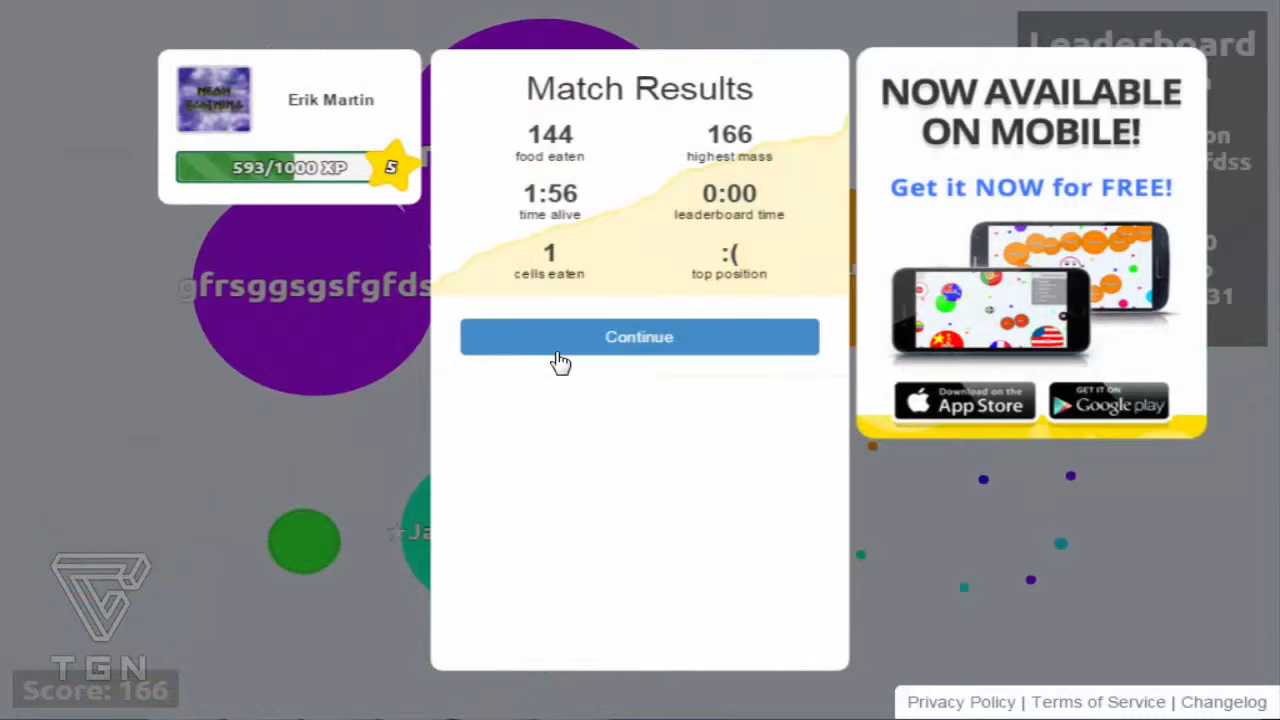 Leaderboard
Erik Martin
593/1000 XP
5
Match Results
144
food eaten
166
highest mass
1:56
time alive
0:00
leaderboard time
1
cells eaten
:(
top position
Continue
NOW AVAILABLE
ON MOBILE!
Get it NOW for FREE!
Download on the
App Store
GET IT ON
Google play
gfrsggsgsfgfds
TGN
Score: 166
Privacy Policy | Terms of Service | Changelog